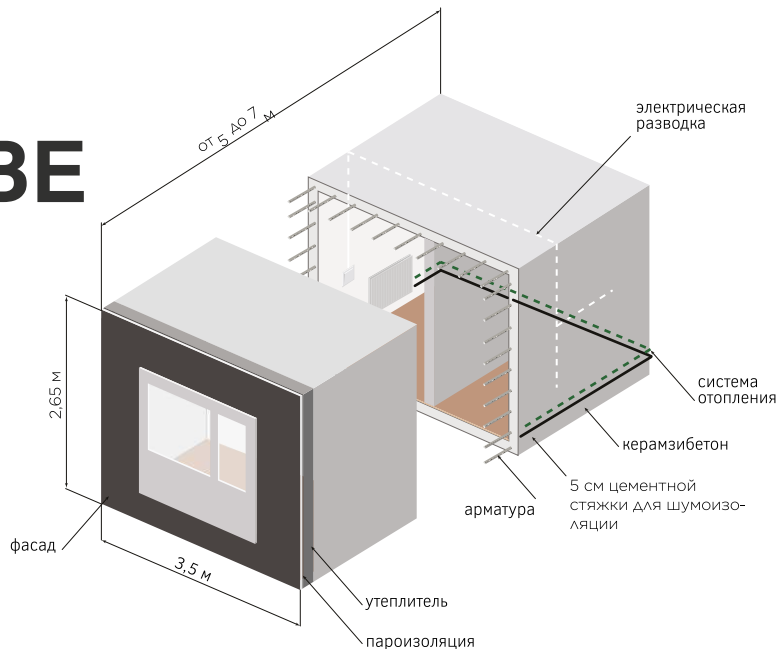 ВЕ
от 5 до 7 м
электрическая
разводка
2,65 м
система
отопления
керамзибетон
5 см цементной
стяжки для шумоизо-
ляции
арматура
фасад
3,5 м
утеплитель
пароизоляция